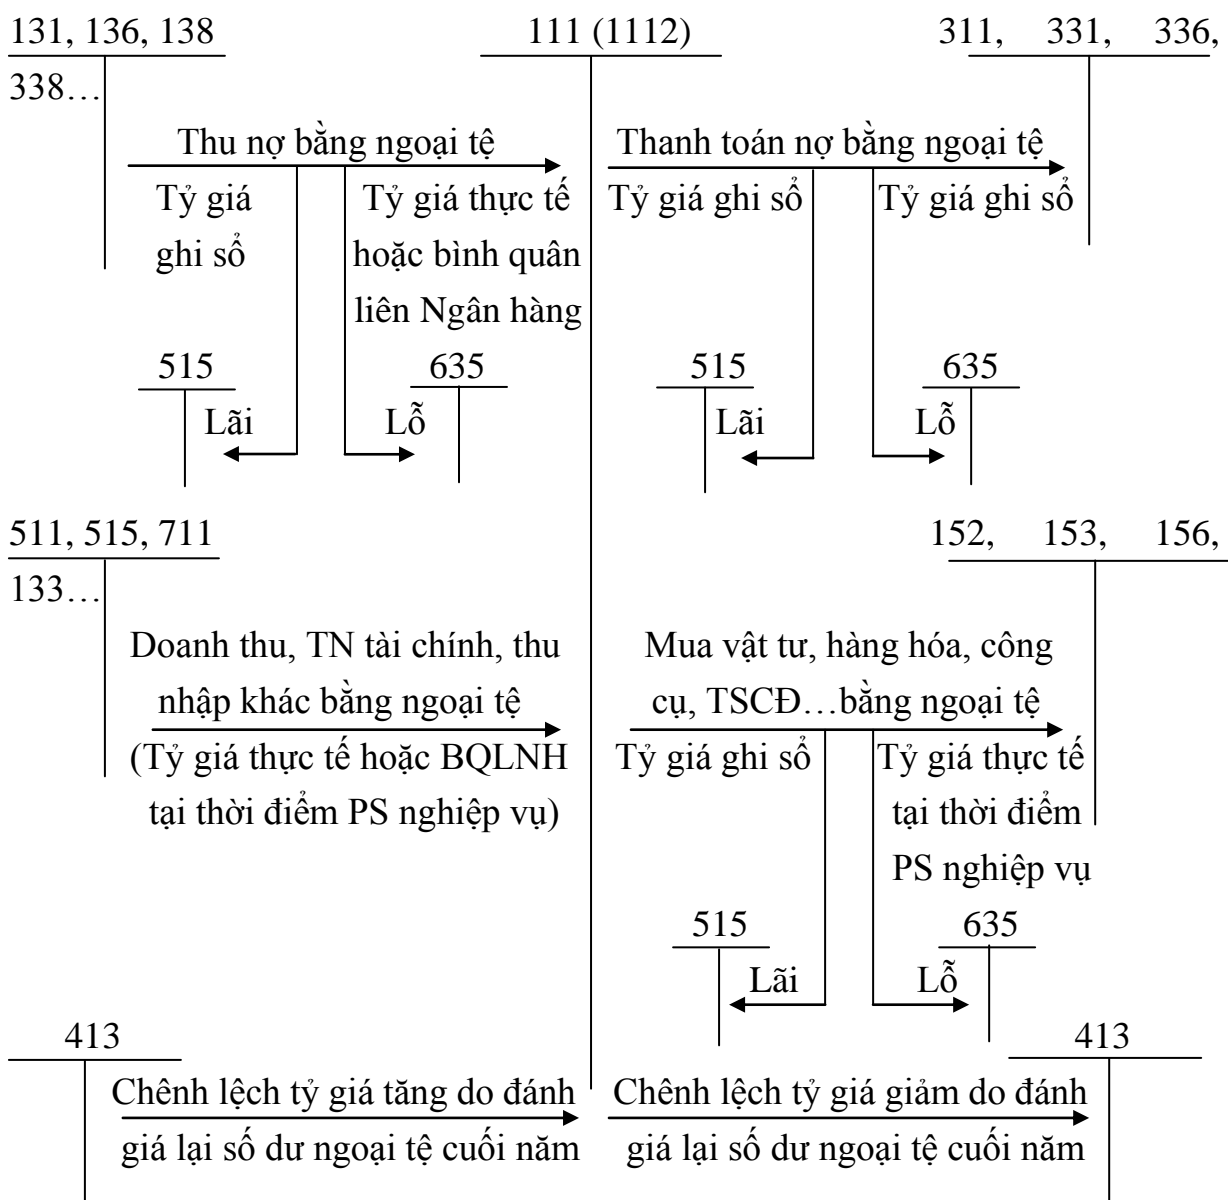 131, 136, 138
111 (1112)
311, 331, 336,
338…
Thu nợ bằng ngoại tệ
Thanh toán nợ bằng ngoại tệ
Tỷ giá
ghi sổ
Tỷ giá thực tế
hoặc bình quân
liên Ngân hàng
Tỷ giá ghi sổ
Tỷ giá ghi sổ
515
635
515
635
Lãi
Lỗ
Lãi
Lỗ
511, 515, 711
152, 153, 156,
133…
Doanh thu, TN tài chính, thu
nhập khác bằng ngoại tệ
(Tỷ giá thực tế hoặc BQLNH
tại thời điểm PS nghiệp vụ)
Mua vật tư, hàng hóa, công
cụ, TSCĐ…bằng ngoại tệ
Tỷ giá ghi sổ
Tỷ giá thực tế
tại thời điểm
PS nghiệp vụ
515
635
Lãi
Lỗ
413
413
Chênh lệch tỷ giá tăng do đánh
giá lại số dư ngoại tệ cuối năm
Chênh lệch tỷ giá giảm do đánh
giá lại số dư ngoại tệ cuối năm